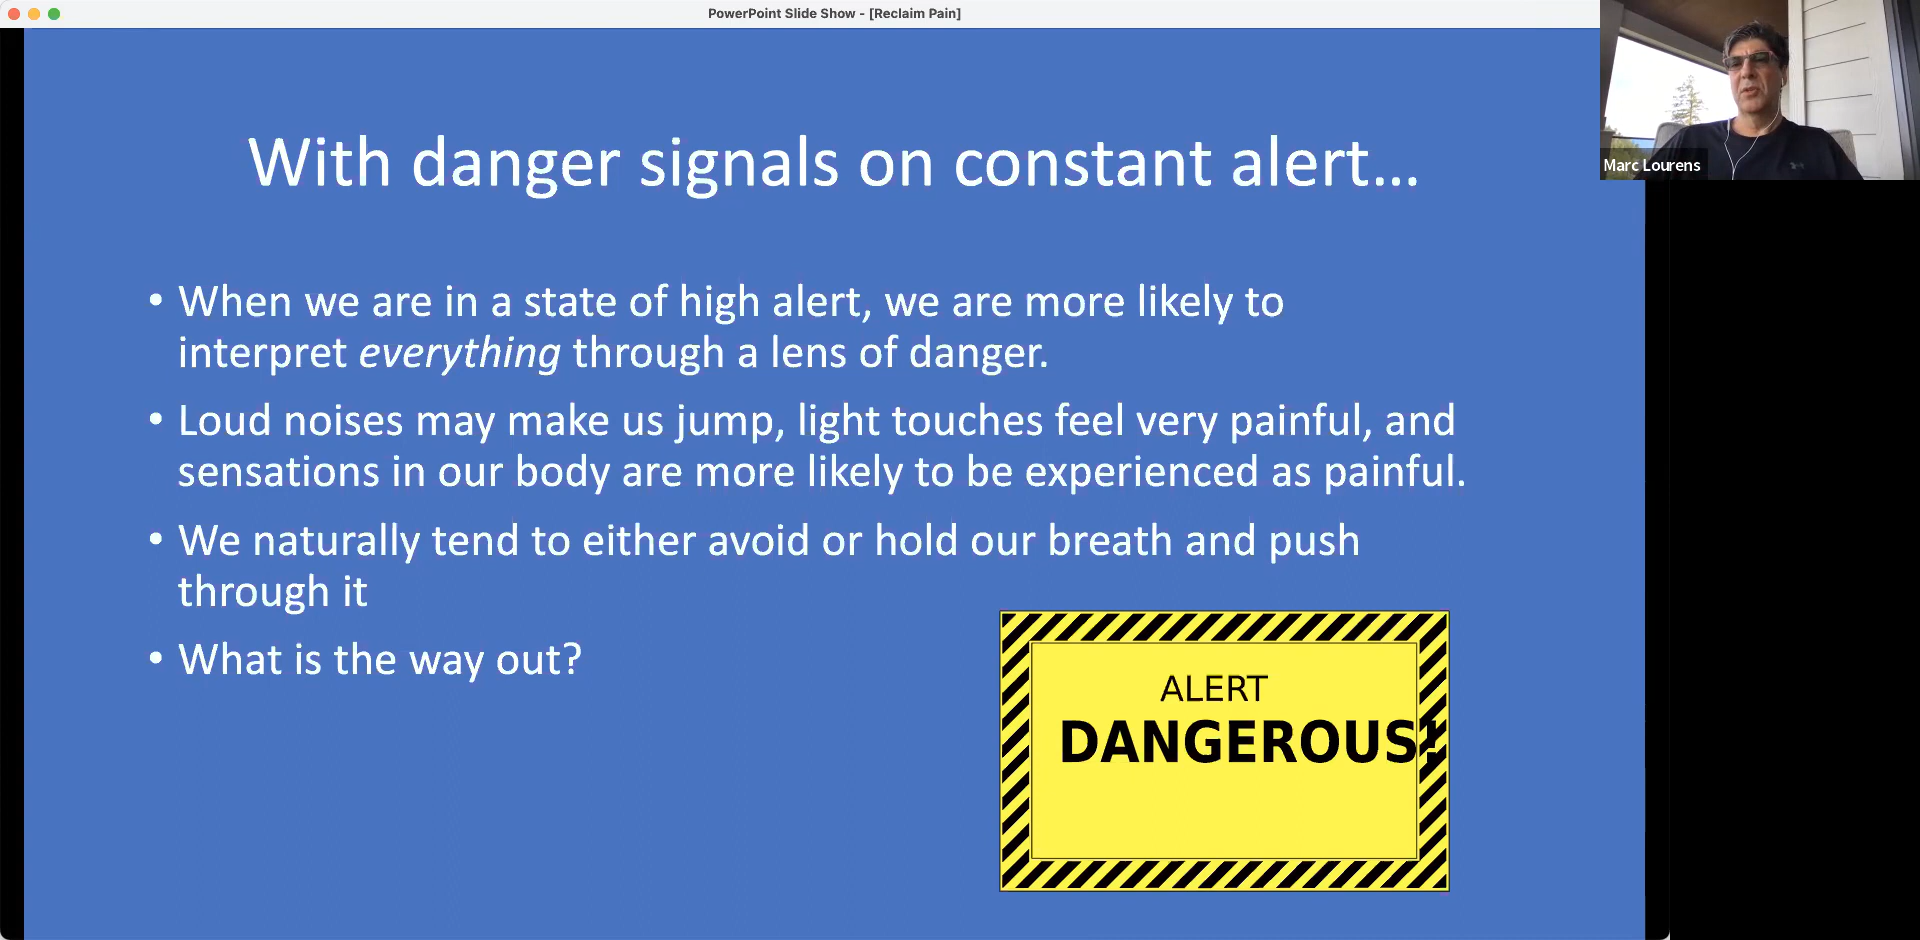 PowerPoint Slide Show - [Reclaim Pain]
Marc Lourens
With danger signals on constant alert...
• When we are in a state of high alert, we are more likely to
interpret everything through a lens of danger.
• Loud noises may make us jump, light touches feel very painful, and
sensations in our body are more likely to be experienced as painful.
• We naturally tend to either avoid or hold our breath and push
through it
• What is the way out?
ALERT
DANGEROUS!